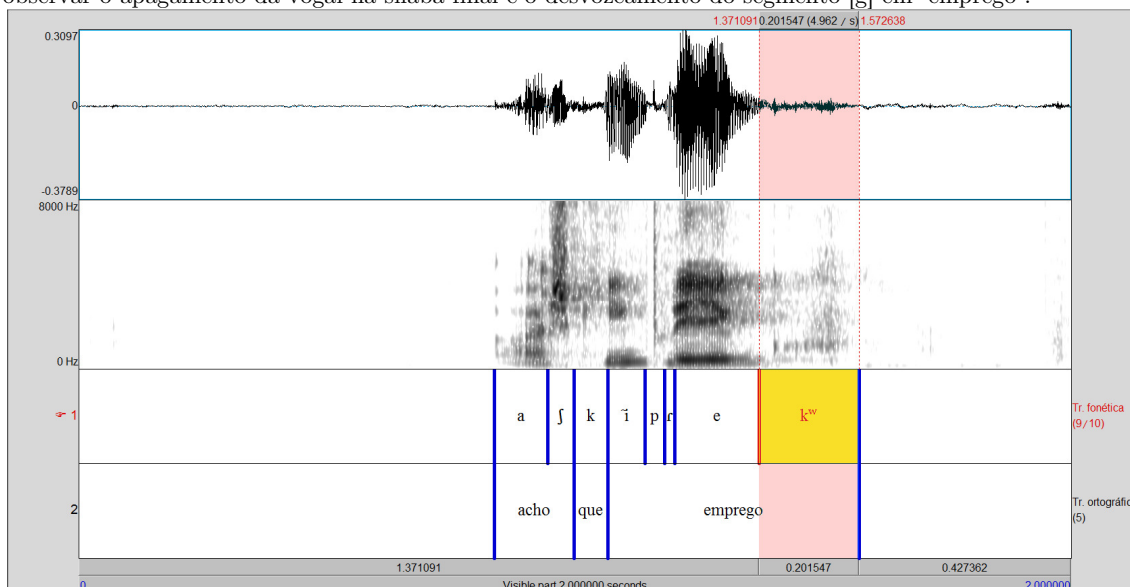 observar o apagamento da vogal na sílaba final e o desvozeamento do segmento [g] em "emprego".
1.371091 0.201547 (4.962 / s) 1.572638
0.3097
0
-0.3789
8000 Hz
0 Hz
1 a ʃ k ĩ p ɾ e kʷ Tr. fonética
(9/10)
2 acho que emprego Tr. ortográfic
(5)
1.371091 0.201547 0.427362
0 Visible part 2.000000 seconds 2.000000